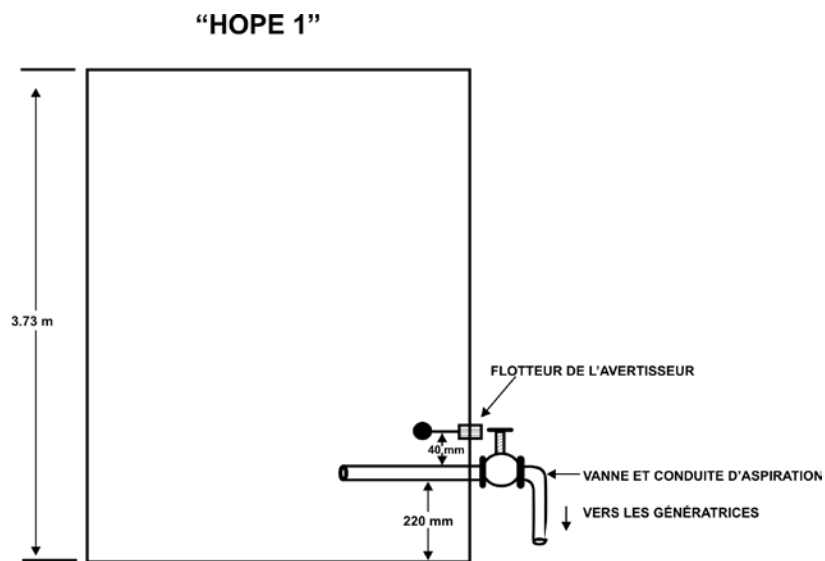 “HOPE 1”
3.73 m
FLOTTEUR DE L’AVERTISSEUR
40 mm
VANNE ET CONDUITE D’ASPIRATION
220 mm
VERS LES GÉNÉRATRICES